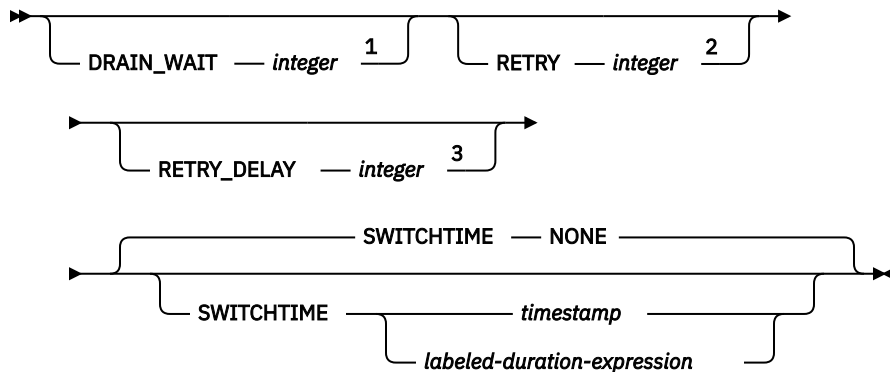 DRAIN_WAIT integer 1 RETRY integer 2
RETRY_DELAY integer 3
SWITCHTIME NONE
SWITCHTIME timestamp
labeled-duration-expression